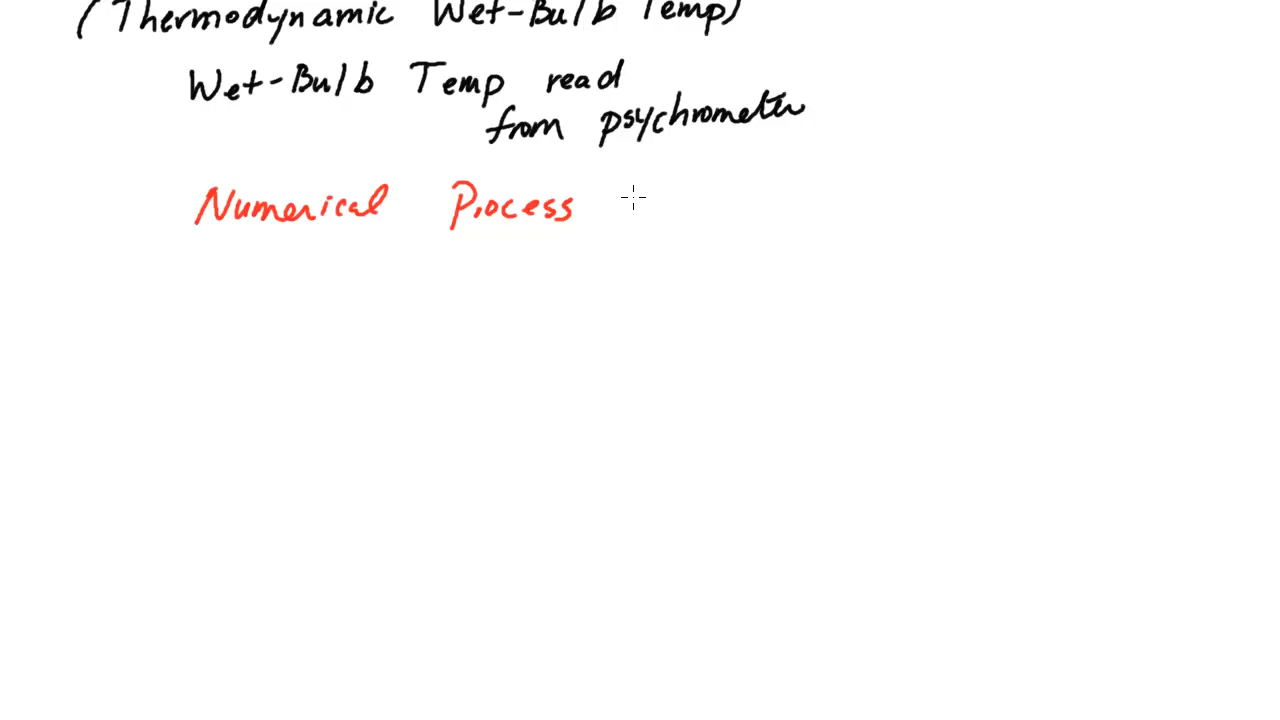 (Thermodynamic Wet-Bulb Temp)
Wet-Bulb Temp read
from psychrometer
Numerical Process